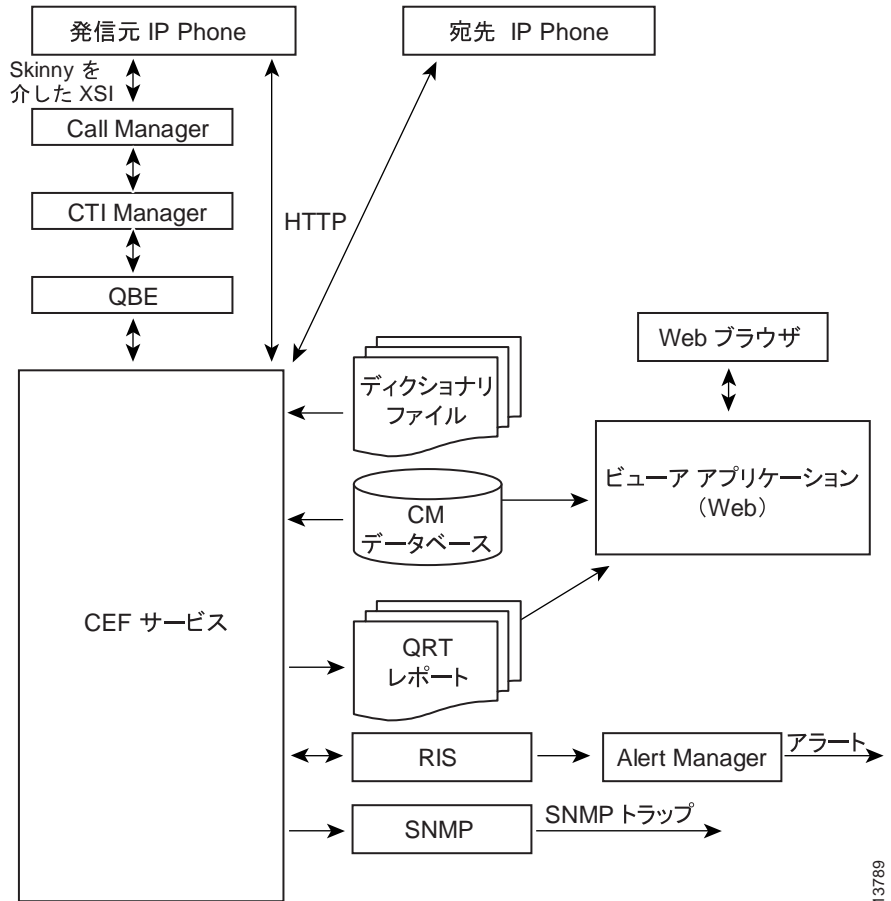 発信元 IP Phone
宛先 IP Phone
Skinny を
介した XSI
Call Manager
CTI Manager
HTTP
QBE
Web ブラウザ
ディクショナリ
ファイル
ビューア アプリケーション
（Web）
CM
データベース
CEF サービス
QRT
レポート
RIS
Alert Manager
アラート
SNMP
SNMP トラップ
13789